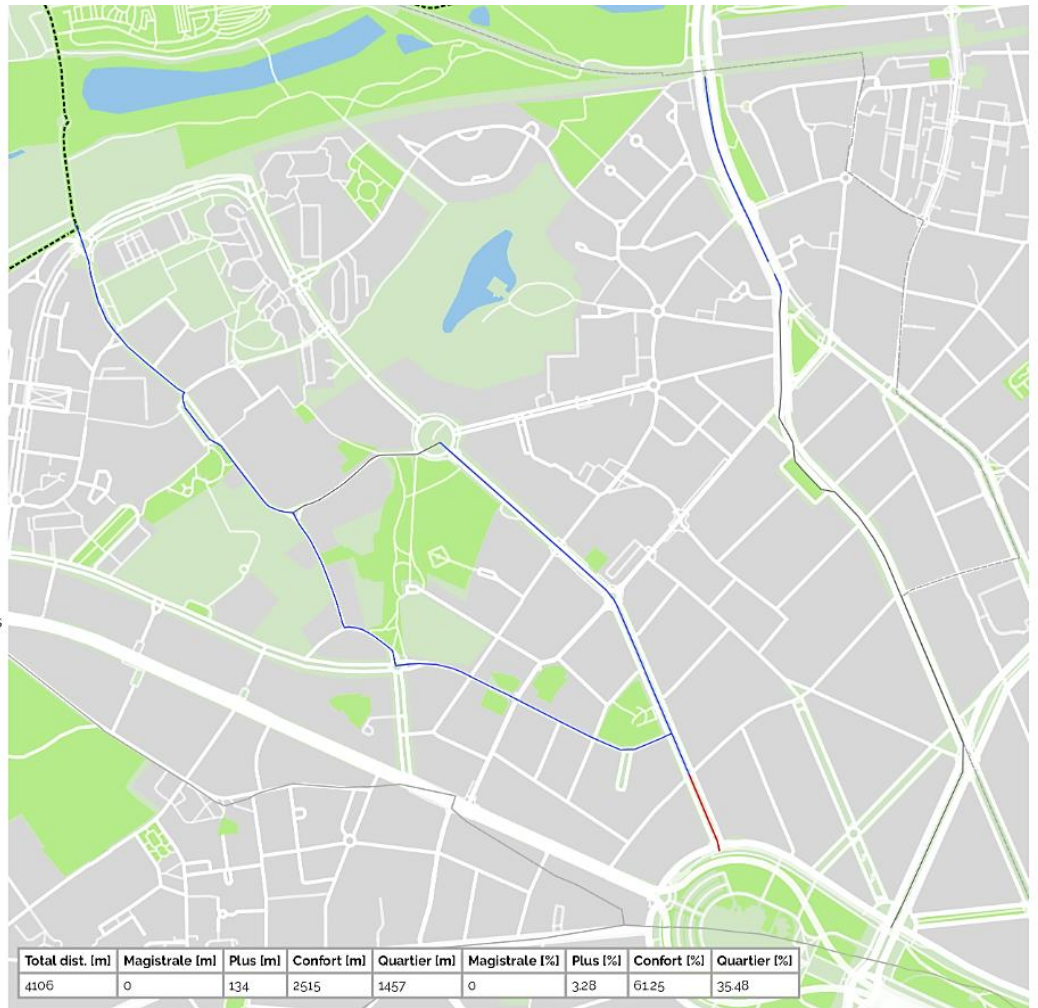 Total dist. [m] Magistrale [m] Plus [m] Confort [m] Quartier [m] Magistrale [%] Plus [%] Confort [%] Quartier [%]
4106 0 134 2515 1457 0 3.28 61.25 35.48